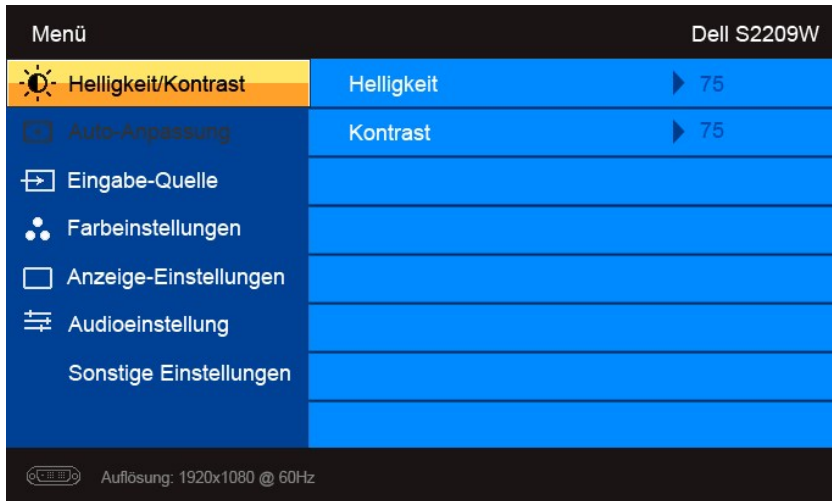 Menü Dell S2209W
Helligkeit/Kontrast Helligkeit 75
Auto-Anpassung Kontrast 75
Eingabe-Quelle
Farbeinstellungen
Anzeige-Einstellungen
Audioeinstellung
Sonstige Einstellungen
Auflösung: 1920x1080 @ 60Hz